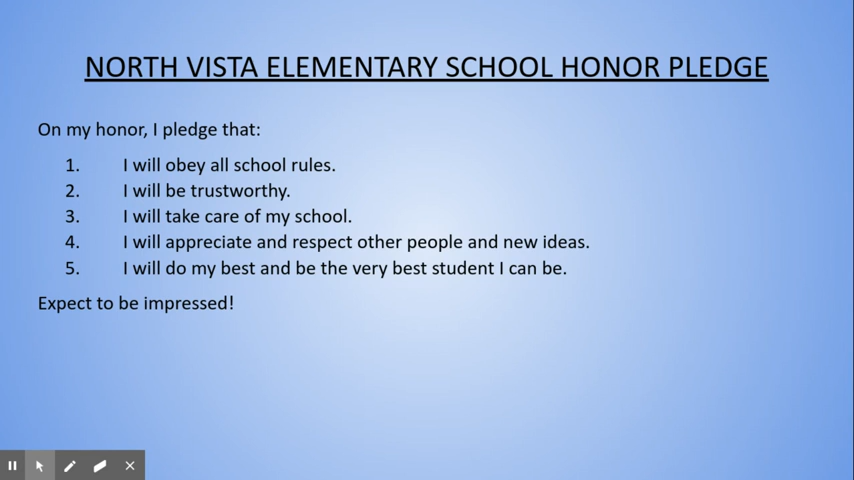 NORTH VISTA ELEMENTARY SCHOOL HONOR PLEDGE
On my honor, I pledge that:
1. I will obey all school rules.
2. I will be trustworthy.
3. I will take care of my school.
4. I will appreciate and respect other people and new ideas.
5. I will do my best and be the very best student I can be.
Expect to be impressed!